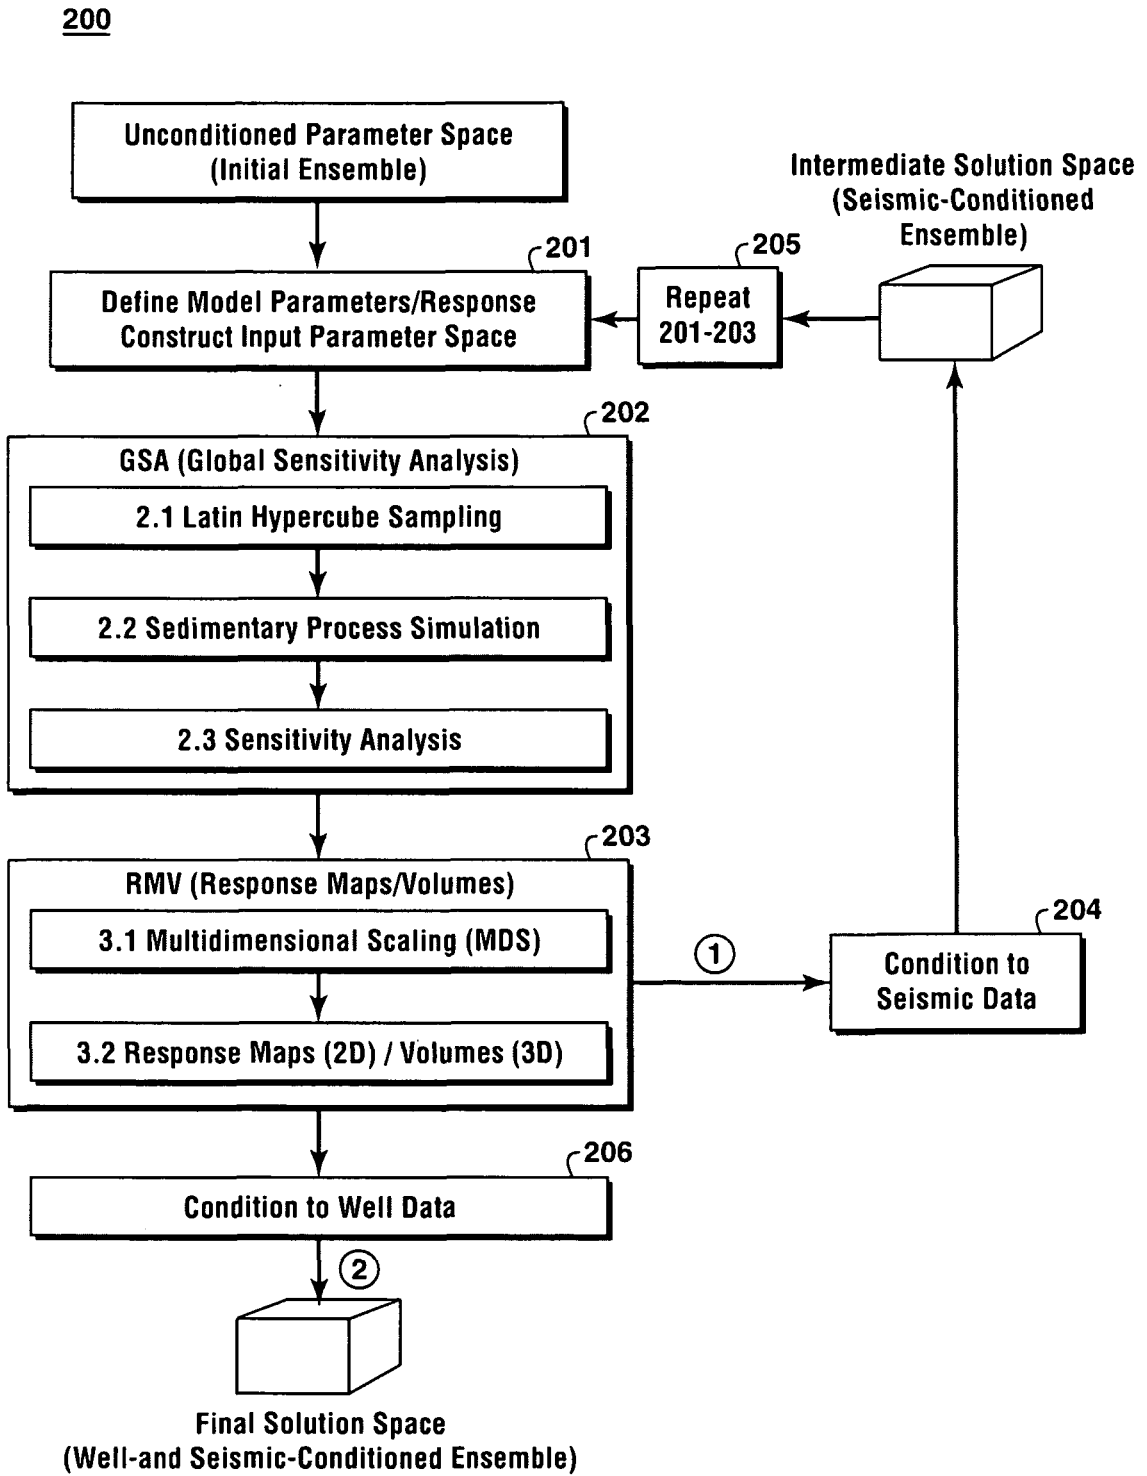 200
Unconditioned Parameter Space
(Initial Ensemble)
Intermediate Solution Space
(Seismic-Conditioned
Ensemble)
201
Define Model Parameters/Response
Construct Input Parameter Space
205
Repeat
201-203
202
GSA (Global Sensitivity Analysis)
2.1 Latin Hypercube Sampling
2.2 Sedimentary Process Simulation
2.3 Sensitivity Analysis
203
RMV (Response Maps/Volumes)
3.1 Multidimensional Scaling (MDS)
3.2 Response Maps (2D) / Volumes (3D)
1
204
Condition to
Seismic Data
206
Condition to Well Data
2
Final Solution Space
(Well-and Seismic-Conditioned Ensemble)